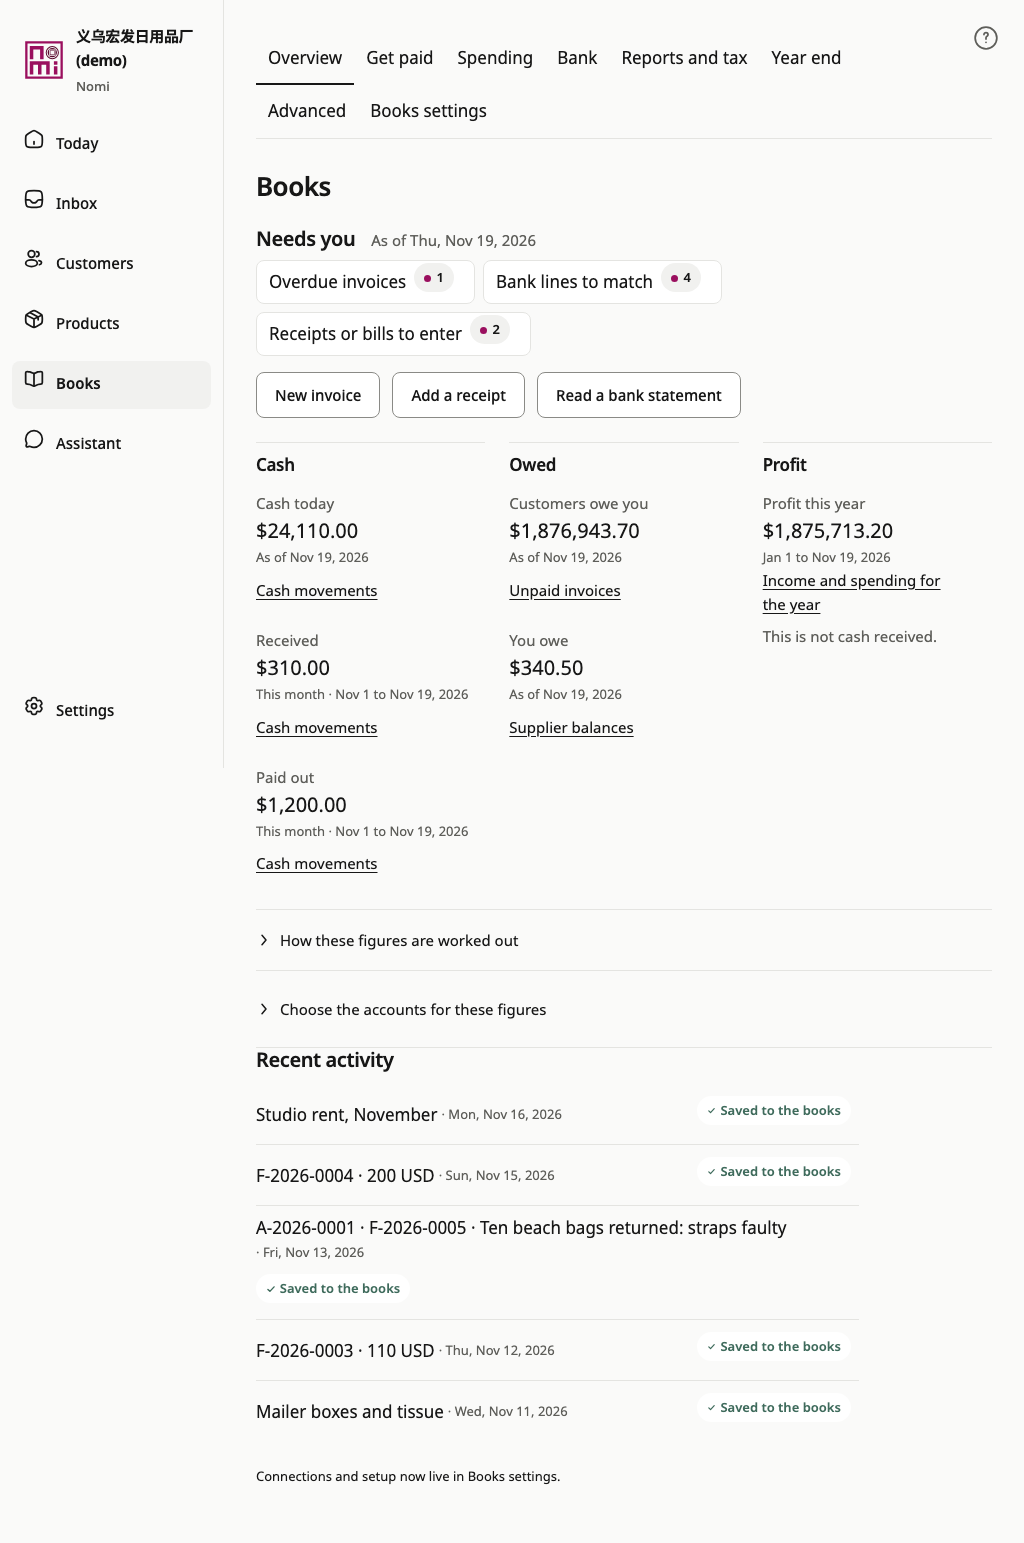 义乌宏发日用品厂
(demo)
Nomi
Today
Inbox
Customers
Products
Books
Assistant
Settings
Overview Get paid Spending Bank Reports and tax Year end
Advanced Books settings
Books
Needs you As of Thu, Nov 19, 2026
Overdue invoices 1 Bank lines to match 4
Receipts or bills to enter 2
New invoice Add a receipt Read a bank statement
Cash
Cash today
$24,110.00
As of Nov 19, 2026
Cash movements
Received
$310.00
This month · Nov 1 to Nov 19, 2026
Cash movements
Paid out
$1,200.00
This month · Nov 1 to Nov 19, 2026
Cash movements
Owed
Customers owe you
$1,876,943.70
As of Nov 19, 2026
Unpaid invoices
You owe
$340.50
As of Nov 19, 2026
Supplier balances
Profit
Profit this year
$1,875,713.20
Jan 1 to Nov 19, 2026
Income and spending for
the year
This is not cash received.
How these figures are worked out
Choose the accounts for these figures
Recent activity
Studio rent, November · Mon, Nov 16, 2026 Saved to the books
F-2026-0004 · 200 USD · Sun, Nov 15, 2026 Saved to the books
A-2026-0001 · F-2026-0005 · Ten beach bags returned: straps faulty
· Fri, Nov 13, 2026
Saved to the books
F-2026-0003 · 110 USD · Thu, Nov 12, 2026 Saved to the books
Mailer boxes and tissue · Wed, Nov 11, 2026 Saved to the books
Connections and setup now live in Books settings.